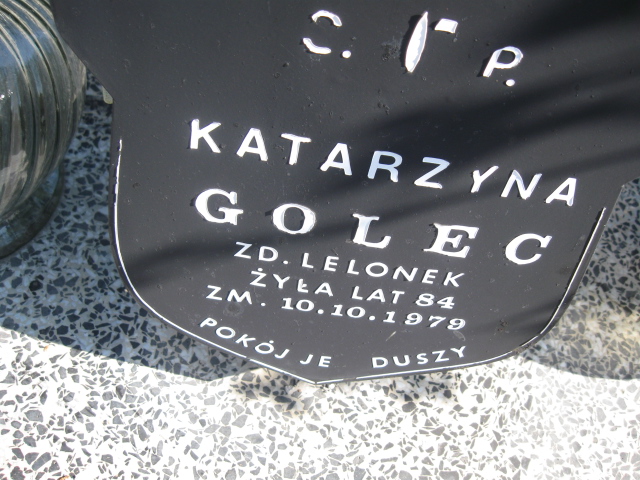 Ś. P.
KATARZYNA
GOLEC
ZD. LELONEK
ŻYŁA LAT 84
ZM. 10.10.1979
POKÓJ JE DUSZY